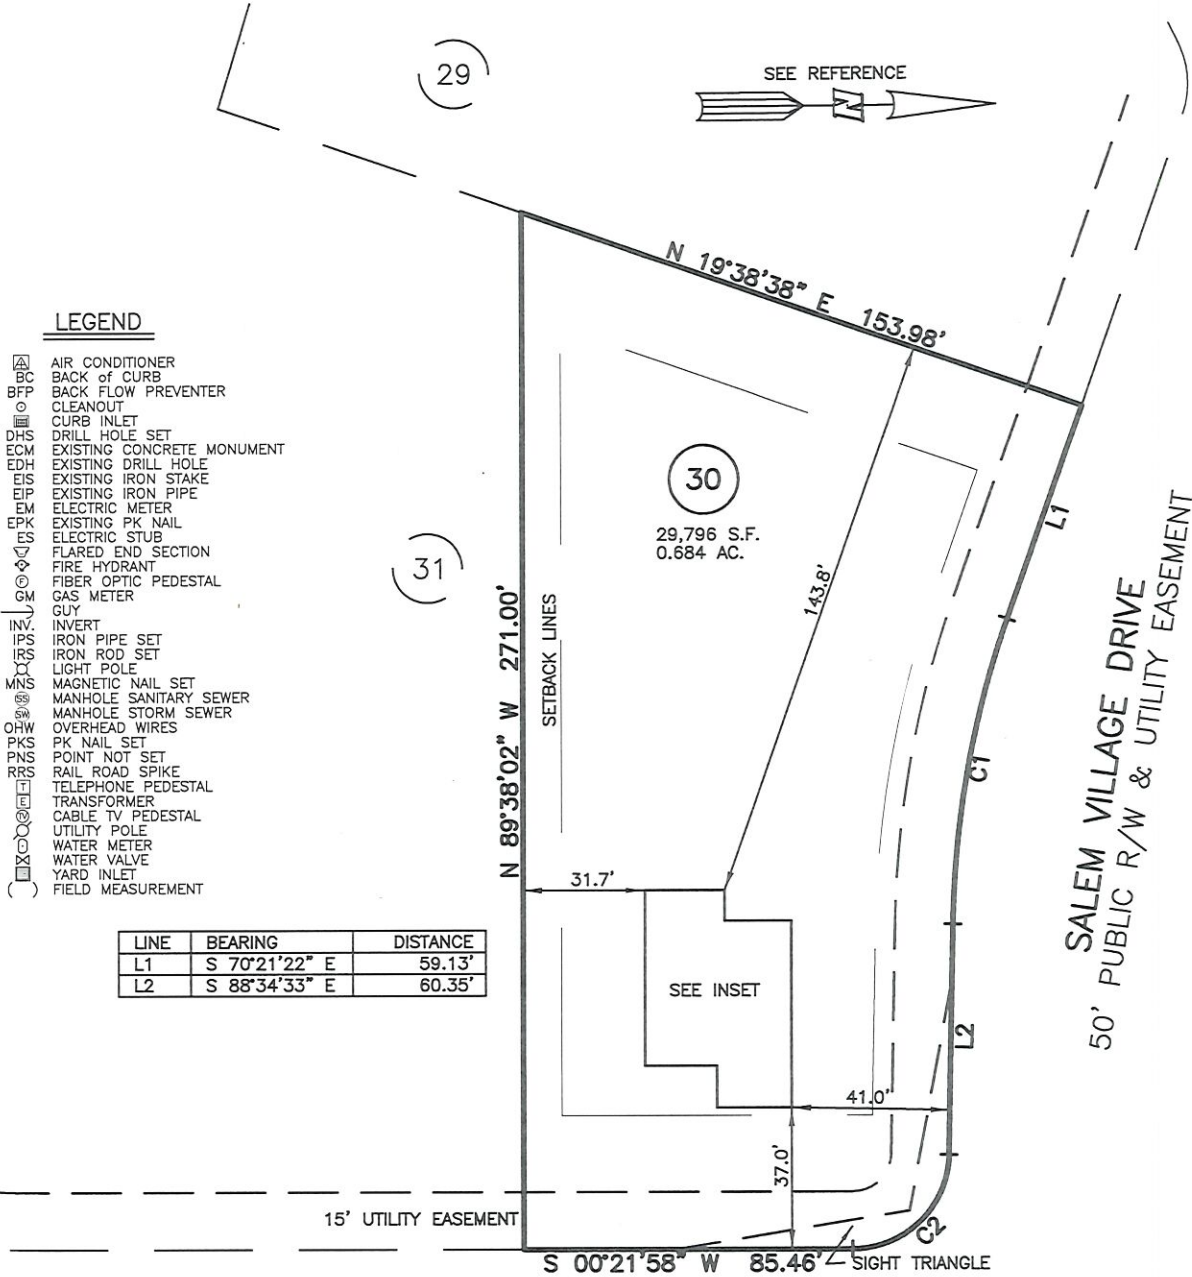 29
SEE REFERENCE
N
N 19°38'38" E 153.98'
LEGEND
A AIR CONDITIONER
BC BACK of CURB
BFP BACK FLOW PREVENTER
CLEANOUT
CURB INLET
DHS DRILL HOLE SET
ECM EXISTING CONCRETE MONUMENT
EDH EXISTING DRILL HOLE
EIS EXISTING IRON STAKE
EIP EXISTING IRON PIPE
EM ELECTRIC METER
EPK EXISTING PK NAIL
ES ELECTRIC STUB
FLARED END SECTION
FIRE HYDRANT
F FIBER OPTIC PEDESTAL
GM GAS METER
GUY
INV. INVERT
IPS IRON PIPE SET
IRS IRON ROD SET
LIGHT POLE
MNS MAGNETIC NAIL SET
SS MANHOLE SANITARY SEWER
SW MANHOLE STORM SEWER
OHW OVERHEAD WIRES
PKS PK NAIL SET
PNS POINT NOT SET
RRS RAIL ROAD SPIKE
T TELEPHONE PEDESTAL
E TRANSFORMER
TV CABLE TV PEDESTAL
UTILITY POLE
WATER METER
WATER VALVE
YARD INLET
( ) FIELD MEASUREMENT
30
29,796 S.F.
0.684 AC.
31
N 89°38'02" W 271.00'
SETBACK LINES
143.8'
L1
C1
SALEM VILLAGE DRIVE
50' PUBLIC R/W & UTILITY EASEMENT
31.7'
LINE BEARING DISTANCE
L1 S 70°21'22" E 59.13'
L2 S 88°34'33" E 60.35'
SEE INSET
L2
41.0'
37.0'
15' UTILITY EASEMENT
C2
S 00°21'58" W 85.46'
SIGHT TRIANGLE